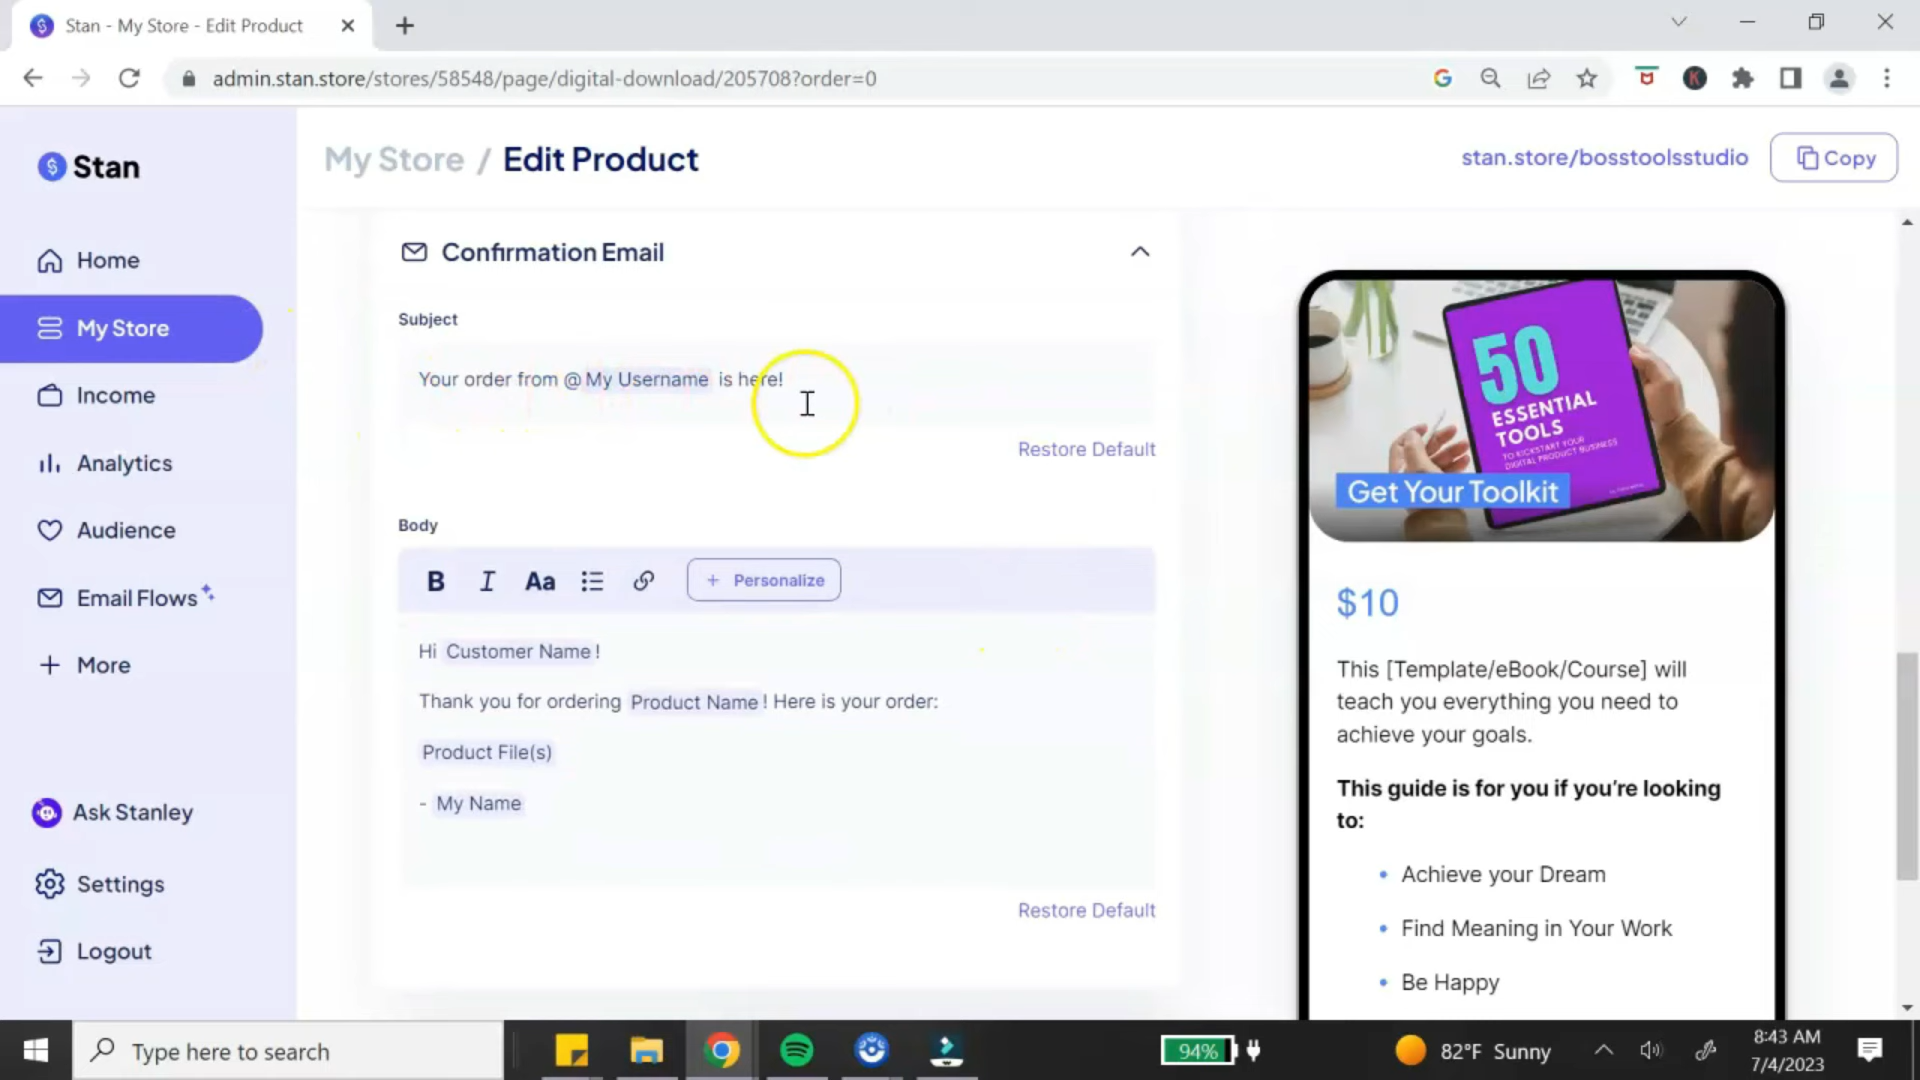 Stan - My Store - Edit Product
admin.stan.store/stores/58548/page/digital-download/205708?order=0
Stan
My Store / Edit Product
stan.store/bosstoolsstudio
Copy
Home
My Store
Income
Analytics
Audience
Email Flows
More
Ask Stanley
Settings
Logout
Confirmation Email
Subject
Your order from @ My Username is here!
Restore Default
Body
B I Aa
+ Personalize
Hi Customer Name !
Thank you for ordering Product Name ! Here is your order:
Product File(s)
- My Name
Restore Default
50
ESSENTIAL
TOOLS
TO KICKSTART YOUR
DIGITAL PRODUCT BUSINESS
Get Your Toolkit
$10
This [Template/eBook/Course] will
teach you everything you need to
achieve your goals.
This guide is for you if you're looking
to:
Achieve your Dream
Find Meaning in Your Work
Be Happy
Type here to search
94%
82°F Sunny
8:43 AM
7/4/2023